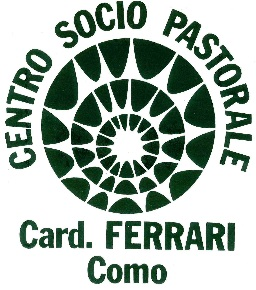 CENTRO SOCIO PASTORALE
Card. FERRARI
Como